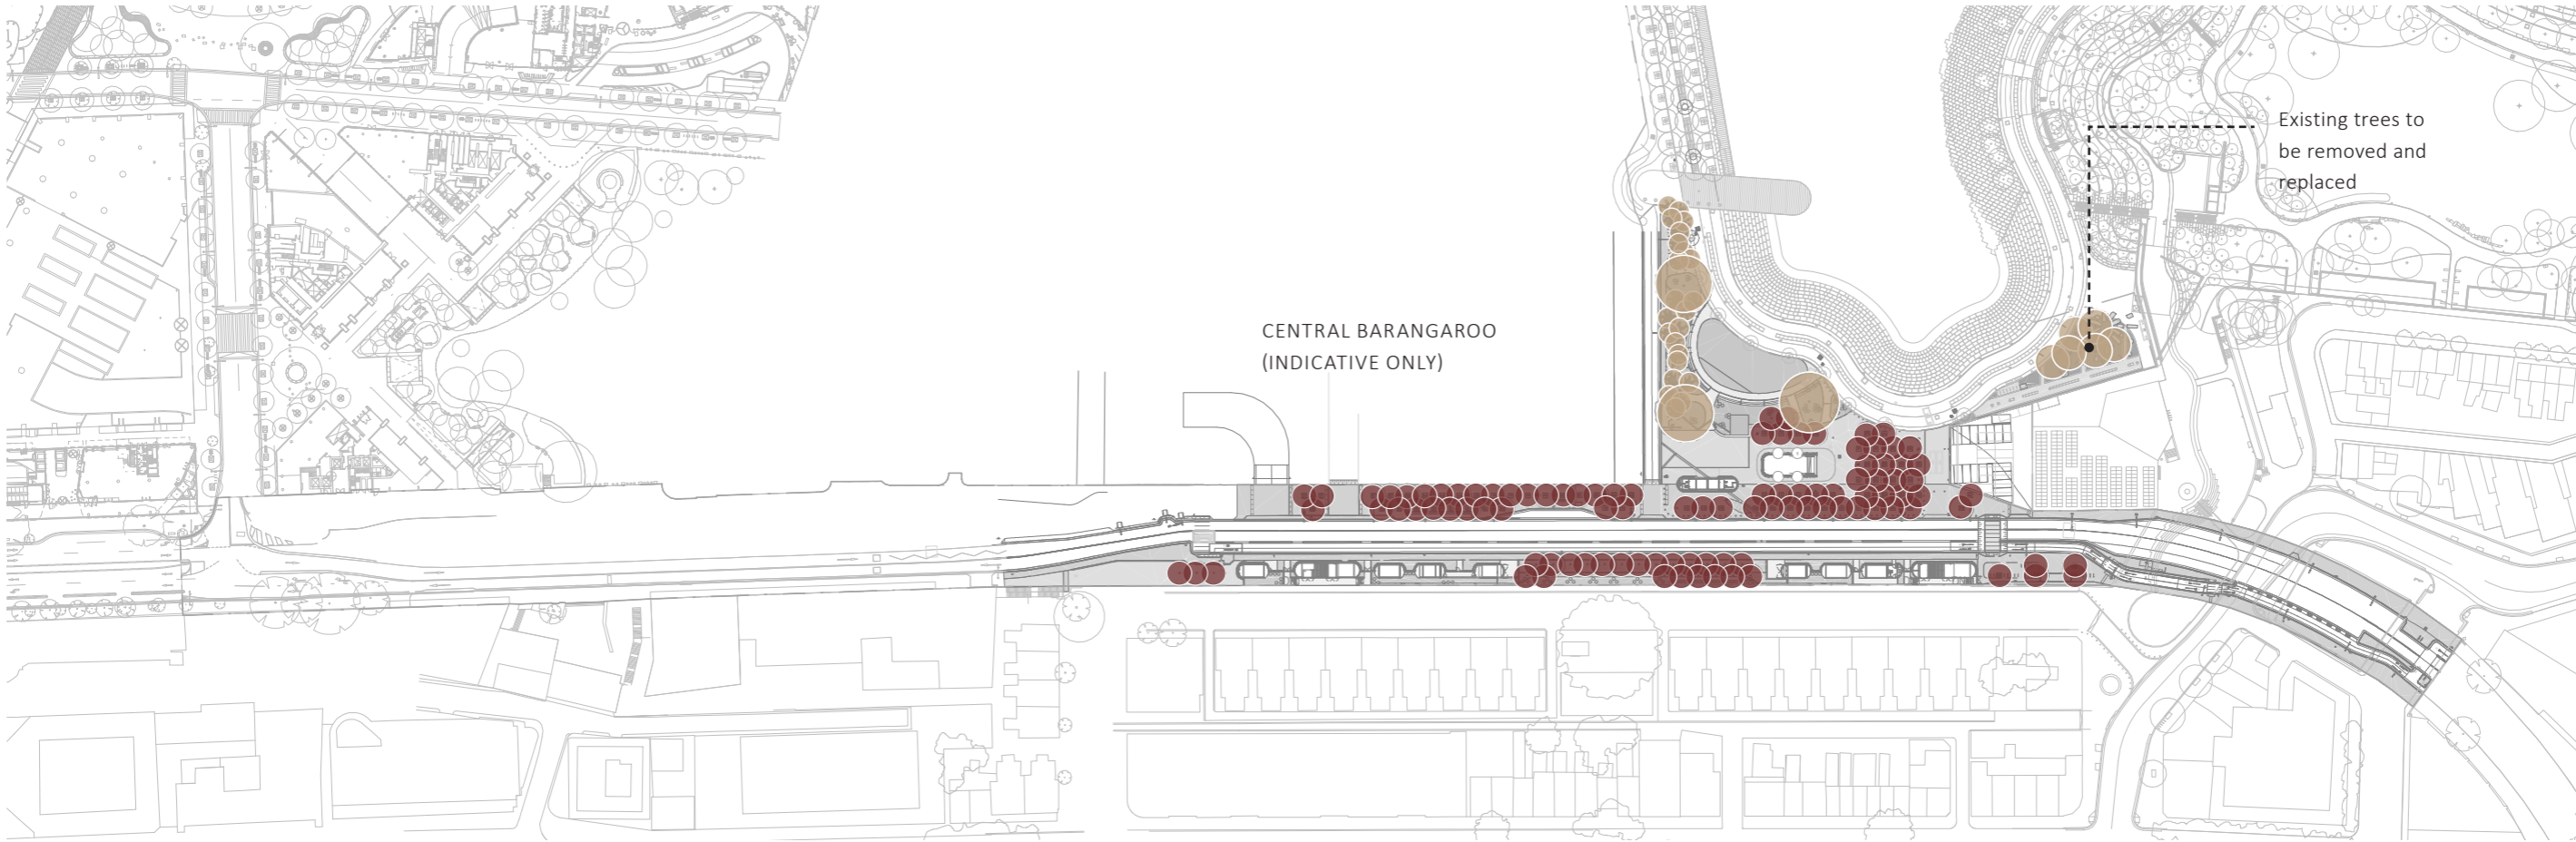 Existing trees to
be removed and
replaced
CENTRAL BARANGAROO
(INDICATIVE ONLY)